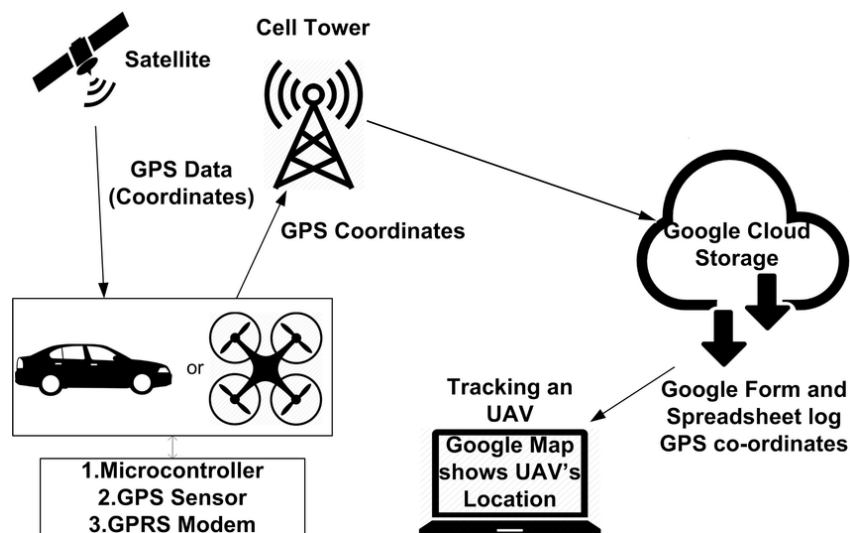 Cell Tower
Satellite
GPS Data
(Coordinates)
GPS Coordinates
Google Cloud
Storage
or
Tracking an
UAV
Google Form and
Spreadsheet log
GPS co-ordinates
Google Map
shows UAV's
Location
1.Microcontroller
2.GPS Sensor
3.GPRS Modem